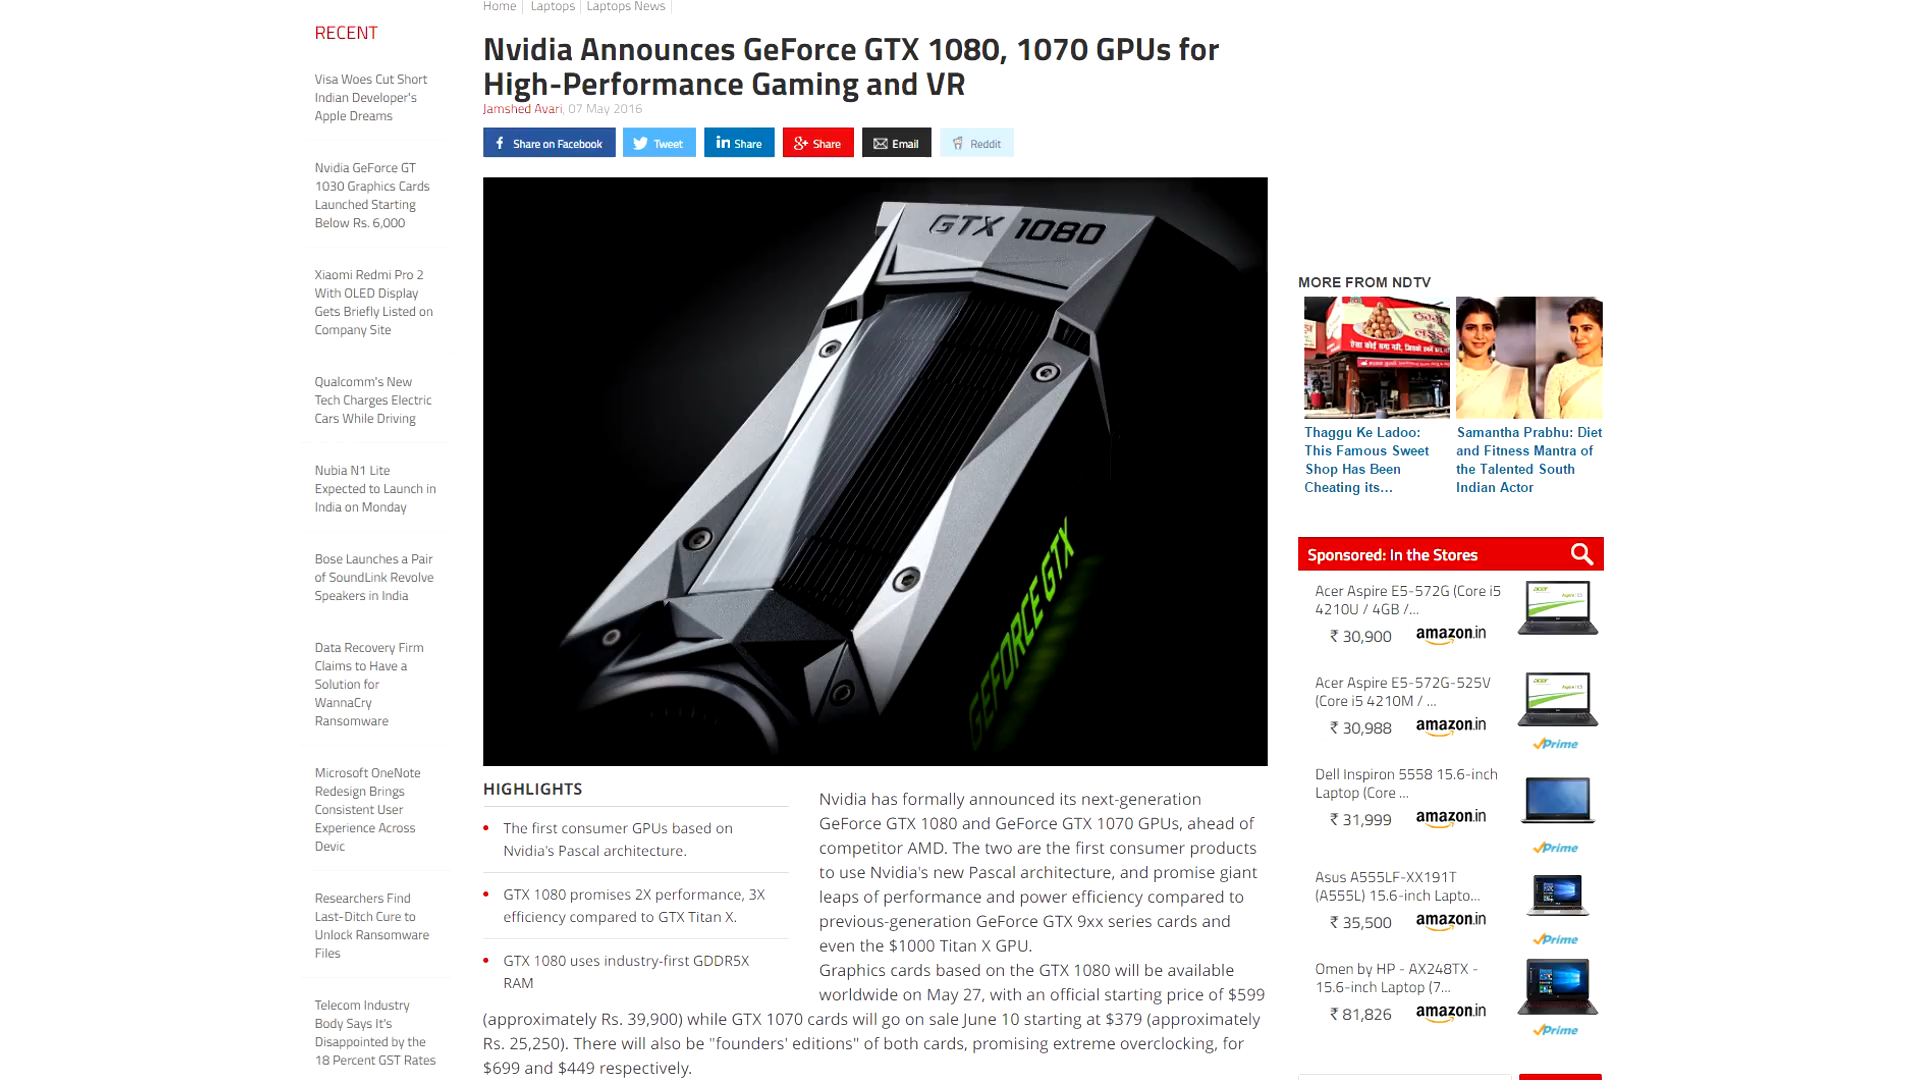 Home
Laptops
Laptops News
RECENT
Visa Woes Cut Short
Indian Developer's
Apple Dreams
Nvidia GeForce GT
1030 Graphics Cards
Launched Starting
Below Rs. 6,000
Xiaomi Redmi Pro 2
With OLED Display
Gets Briefly Listed on
Company Site
Qualcomm's New
Tech Charges Electric
Cars While Driving
Nubia N1 Lite
Expected to Launch in
India on Monday
Bose Launches a Pair
of SoundLink Revolve
Speakers in India
Data Recovery Firm
Claims to Have a
Solution for
WannaCry
Ransomware
Microsoft OneNote
Redesign Brings
Consistent User
Experience Across
Devic
Researchers Find
Last-Ditch Cure to
Unlock Ransomware
Files
Telecom Industry
Body Says It's
Disappointed by the
18 Percent GST Rates
Nvidia Announces GeForce GTX 1080, 1070 GPUs for
High-Performance Gaming and VR
Jamshed Avari, 07 May 2016
Share on Facebook
Tweet
Share
Share
Email
Reddit
GTX 1080
GEFORCE GTX
HIGHLIGHTS
The first consumer GPUs based on
Nvidia's Pascal architecture.
GTX 1080 promises 2X performance, 3X
efficiency compared to GTX Titan X.
GTX 1080 uses industry-first GDDR5X
RAM
Nvidia has formally announced its next-generation
GeForce GTX 1080 and GeForce GTX 1070 GPUs, ahead of
competitor AMD. The two are the first consumer products
to use Nvidia's new Pascal architecture, and promise giant
leaps of performance and power efficiency compared to
previous-generation GeForce GTX 9xx series cards and
even the $1000 Titan X GPU.
Graphics cards based on the GTX 1080 will be available
worldwide on May 27, with an official starting price of $599
(approximately Rs. 39,900) while GTX 1070 cards will go on sale June 10 starting at $379 (approximately
Rs. 25,250). There will also be "founders' editions" of both cards, promising extreme overclocking, for
$699 and $449 respectively.
MORE FROM NDTV
Thaggu Ke Ladoo:
This Famous Sweet
Shop Has Been
Cheating its...
Samantha Prabhu: Diet
and Fitness Mantra of
the Talented South
Indian Actor
Sponsored: In the Stores
Acer Aspire E5-572G (Core i5
4210U / 4GB /...
₹ 30,900
amazon.in
Acer Aspire E5-572G-525V
(Core i5 4210M / ...
₹ 30,988
amazon.in
Prime
Dell Inspiron 5558 15.6-inch
Laptop (Core ...
₹ 31,999
amazon.in
Prime
Asus A555LF-XX191T
(A555L) 15.6-inch Lapto...
₹ 35,500
amazon.in
Prime
Omen by HP - AX248TX -
15.6-inch Laptop (7...
₹ 81,826
amazon.in
Prime